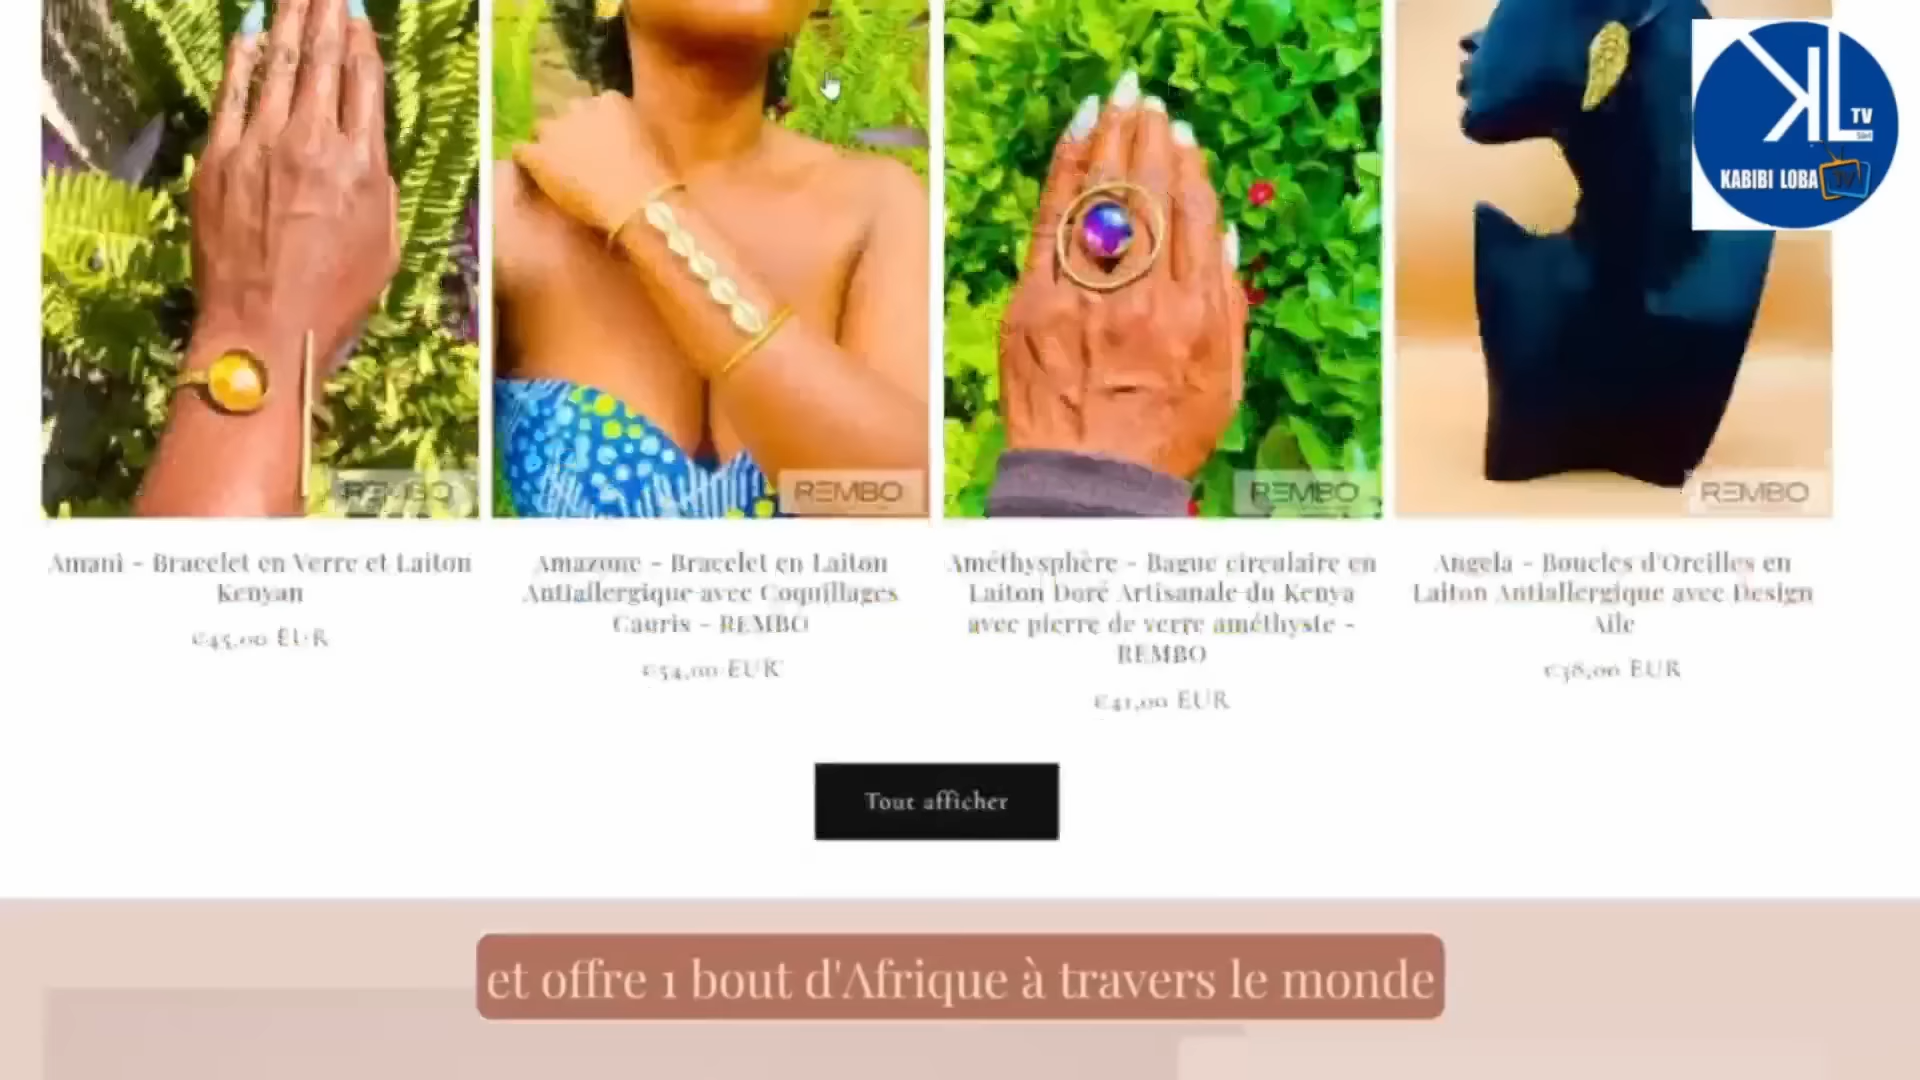 KL
TV
KABIBI LOBA TV
REMBO
REMBO
REMBO
REMBO
Amani - Bracelet en Verre et Laiton
Kenyan
€45,00 EUR
Amazone - Bracelet en Laiton
Antiallergique avec Coquillages
Cauris - REMBO
€54,00 EUR
Améthysphère - Bague circulaire en
Laiton Doré Artisanale du Kenya
avec pierre de verre améthyste -
REMBO
€41,00 EUR
Angela - Boucles d'Oreilles en
Laiton Antiallergique avec Design
Aile
€38,00 EUR
Tout afficher
et offre 1 bout d'Afrique à travers le monde